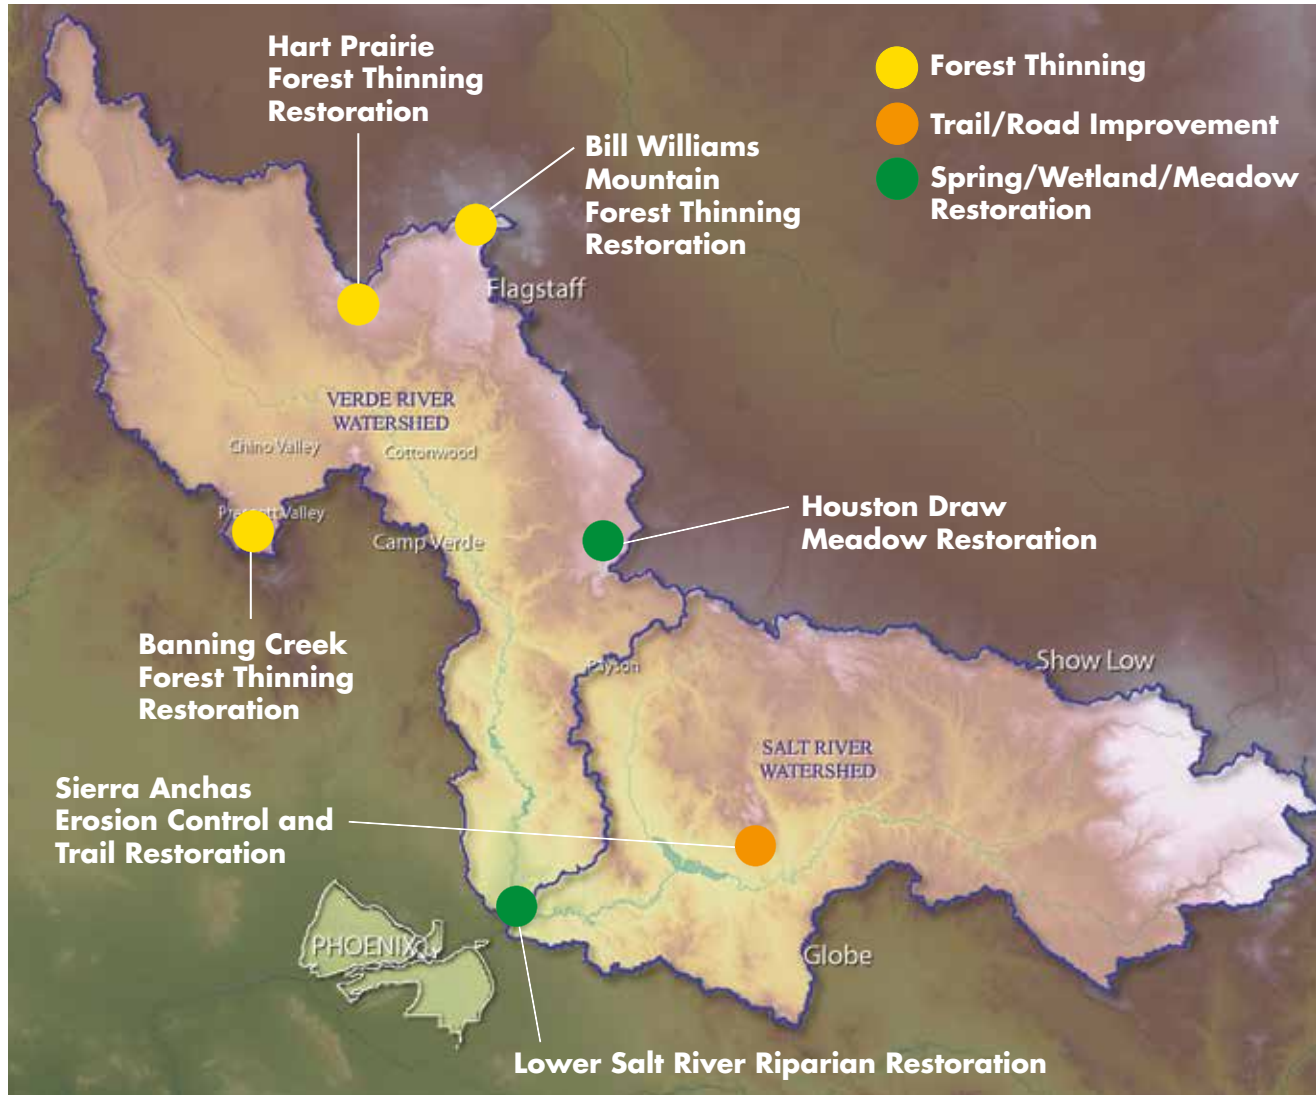 Hart Prairie
Forest Thinning
Restoration
Bill Williams
Mountain
Forest Thinning
Restoration
Forest Thinning
Trail/Road Improvement
Spring/Wetland/Meadow
Restoration
Flagstaff
VERDE RIVER
WATERSHED
Chino Valley
Cottonwood
Prescott Valley
Camp Verde
Houston Draw
Meadow Restoration
Banning Creek
Forest Thinning
Restoration
Payson
Show Low
SALT RIVER
WATERSHED
Sierra Anchas
Erosion Control and
Trail Restoration
PHOENIX
Globe
Lower Salt River Riparian Restoration